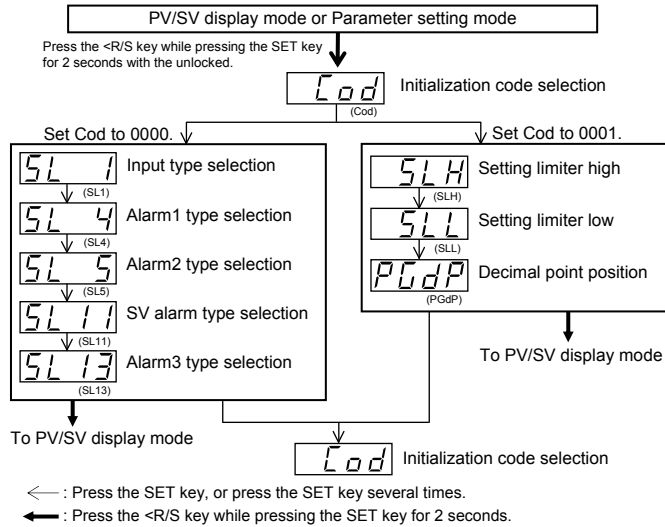 PV/SV display mode or Parameter setting mode
Press the <R/S key while pressing the SET key
for 2 seconds with the unlocked.
Cod
Initialization code selection
(Cod)
Set Cod to 0000.
Set Cod to 0001.
SL 1
Input type selection
(SL1)
SL 4
Alarm1 type selection
(SL4)
SL 5
Alarm2 type selection
(SL5)
SL 11
SV alarm type selection
(SL11)
SL 13
Alarm3 type selection
(SL13)
SLH
Setting limiter high
(SLH)
SLL
Setting limiter low
(SLL)
PGdP
Decimal point position
(PGdP)
To PV/SV display mode
To PV/SV display mode
Cod
Initialization code selection
: Press the SET key, or press the SET key several times.
: Press the <R/S key while pressing the SET key for 2 seconds.